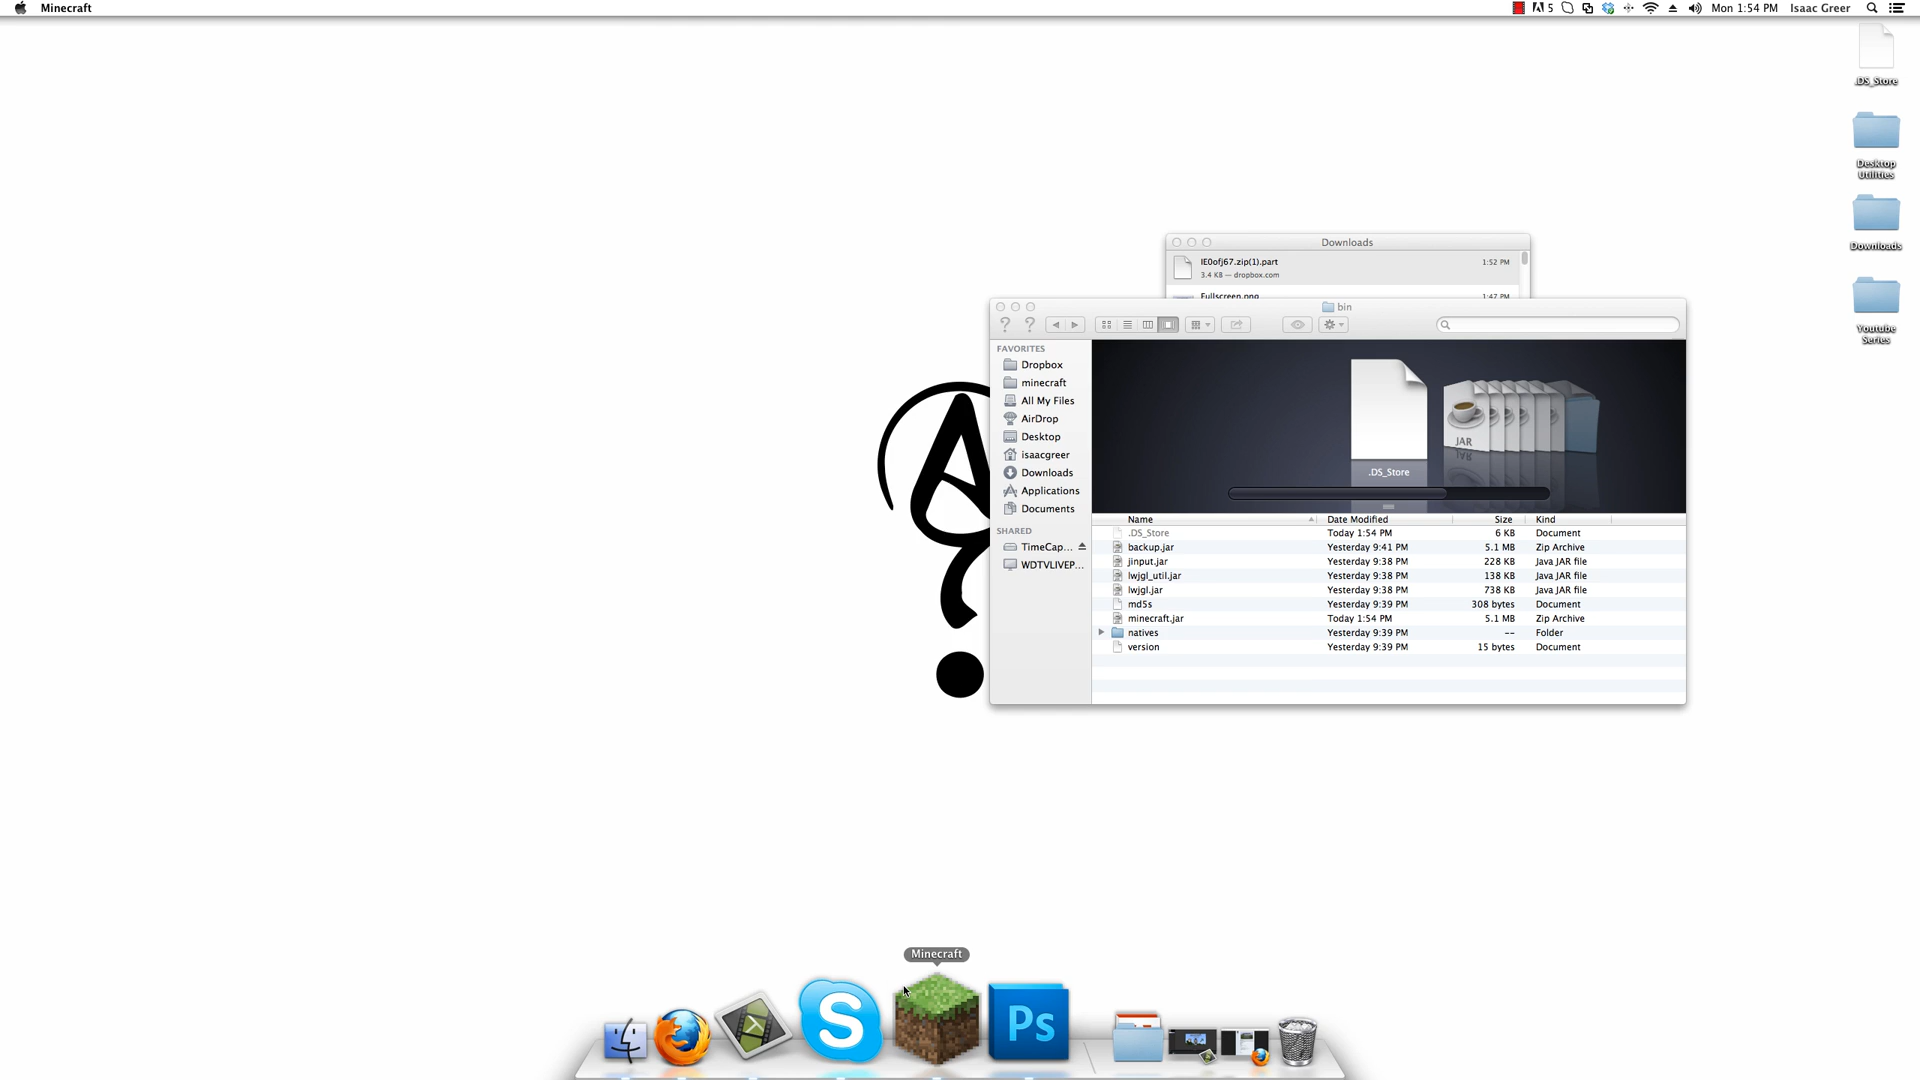 Minecraft
5
Mon 1:54 PM
Isaac Greer
.DS_Store
Desktop
Utilities
Downloads
Youtube
Series
Downloads
IE0ofj67.zip(1).part
1:52 PM
3.4 KB — dropbox.com
Fullscreen.png
1:47 PM
bin
FAVORITES
Dropbox
minecraft
All My Files
AirDrop
Desktop
isaacgreer
Downloads
Applications
Documents
SHARED
TimeCap...
WDTVLIVEP...
JAR
.DS_Store
Name Date Modified Size Kind
.DS_Store Today 1:54 PM 6 KB Document
backup.jar Yesterday 9:41 PM 5.1 MB Zip Archive
jinput.jar Yesterday 9:38 PM 228 KB Java JAR file
lwjgl_util.jar Yesterday 9:38 PM 138 KB Java JAR file
lwjgl.jar Yesterday 9:38 PM 738 KB Java JAR file
md5s Yesterday 9:39 PM 308 bytes Document
minecraft.jar Today 1:54 PM 5.1 MB Zip Archive
natives Yesterday 9:39 PM -- Folder
version Yesterday 9:39 PM 15 bytes Document
Minecraft
S
Ps